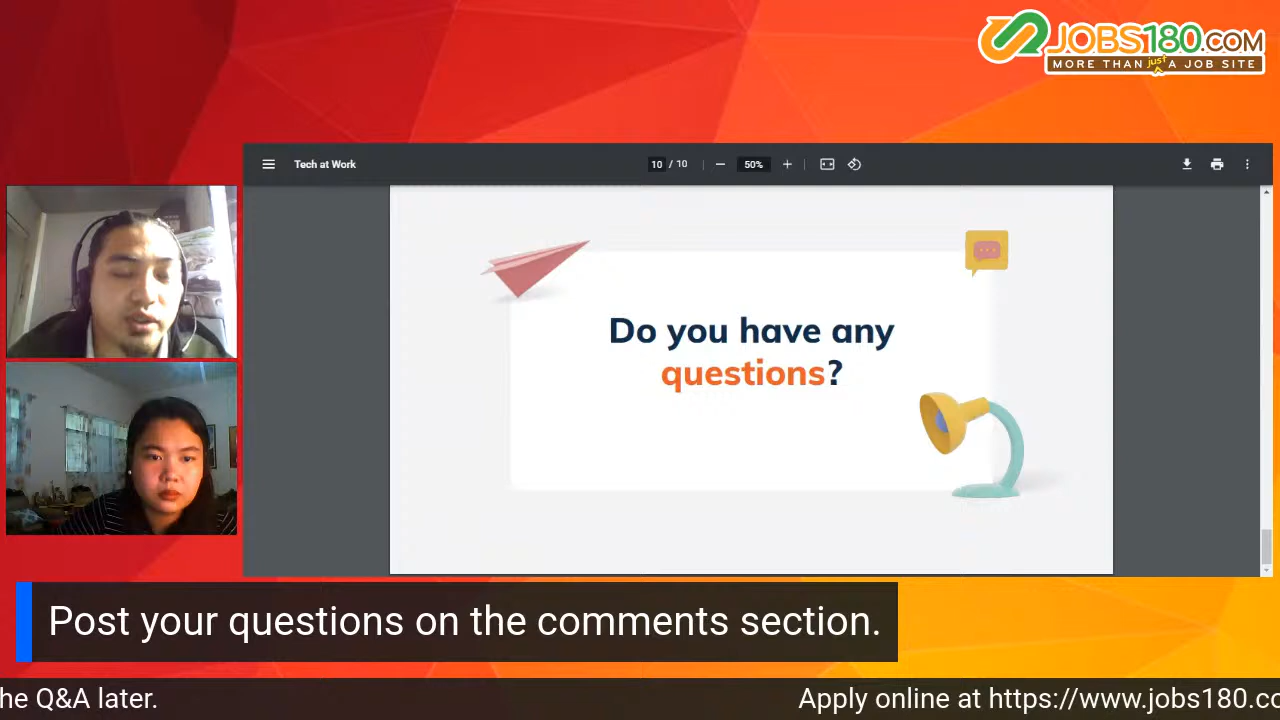 JOBS180.COM
MORE THAN just A JOB SITE
Tech at Work
10 / 10
50%
Do you have any
questions?
Post your questions on the comments section.
he Q&A later.
Apply online at https://www.jobs180.co